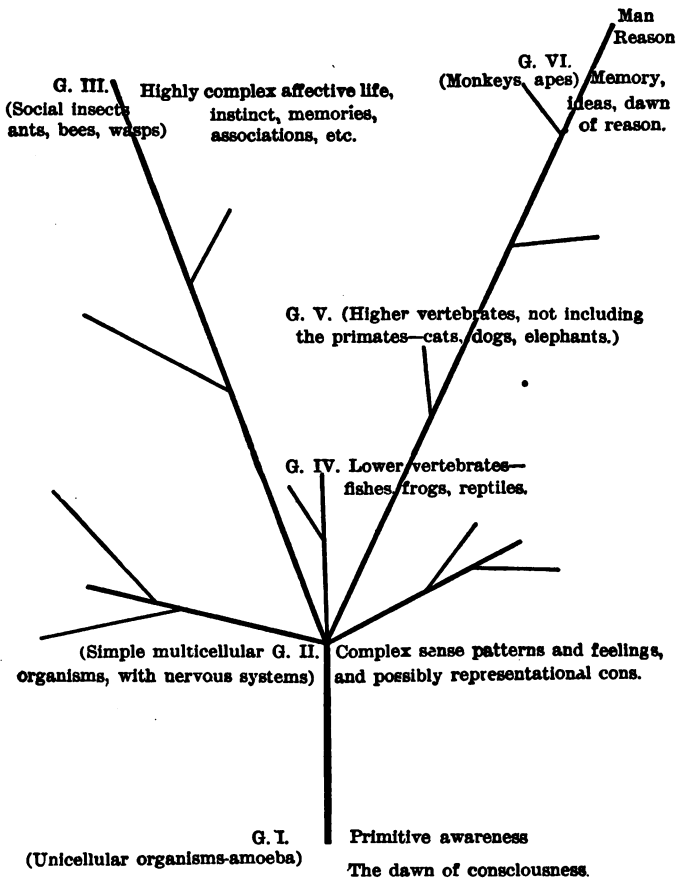 Man
Reason
G. VI.
(Monkeys, apes)
Memory,
ideas, dawn
of reason.
G. III.
(Social insects
ants, bees, wasps)
Highly complex affective life,
instinct, memories,
associations, etc.
G. V. (Higher vertebrates, not including
the primates—cats, dogs, elephants.)
G. IV. Lower vertebrates—
fishes, frogs, reptiles.
(Simple multicellular G. II.
organisms, with nervous systems)
Complex sense patterns and feelings,
and possibly representational cons.
G. I.
(Unicellular organisms-amoeba)
Primitive awareness
The dawn of consciousness.